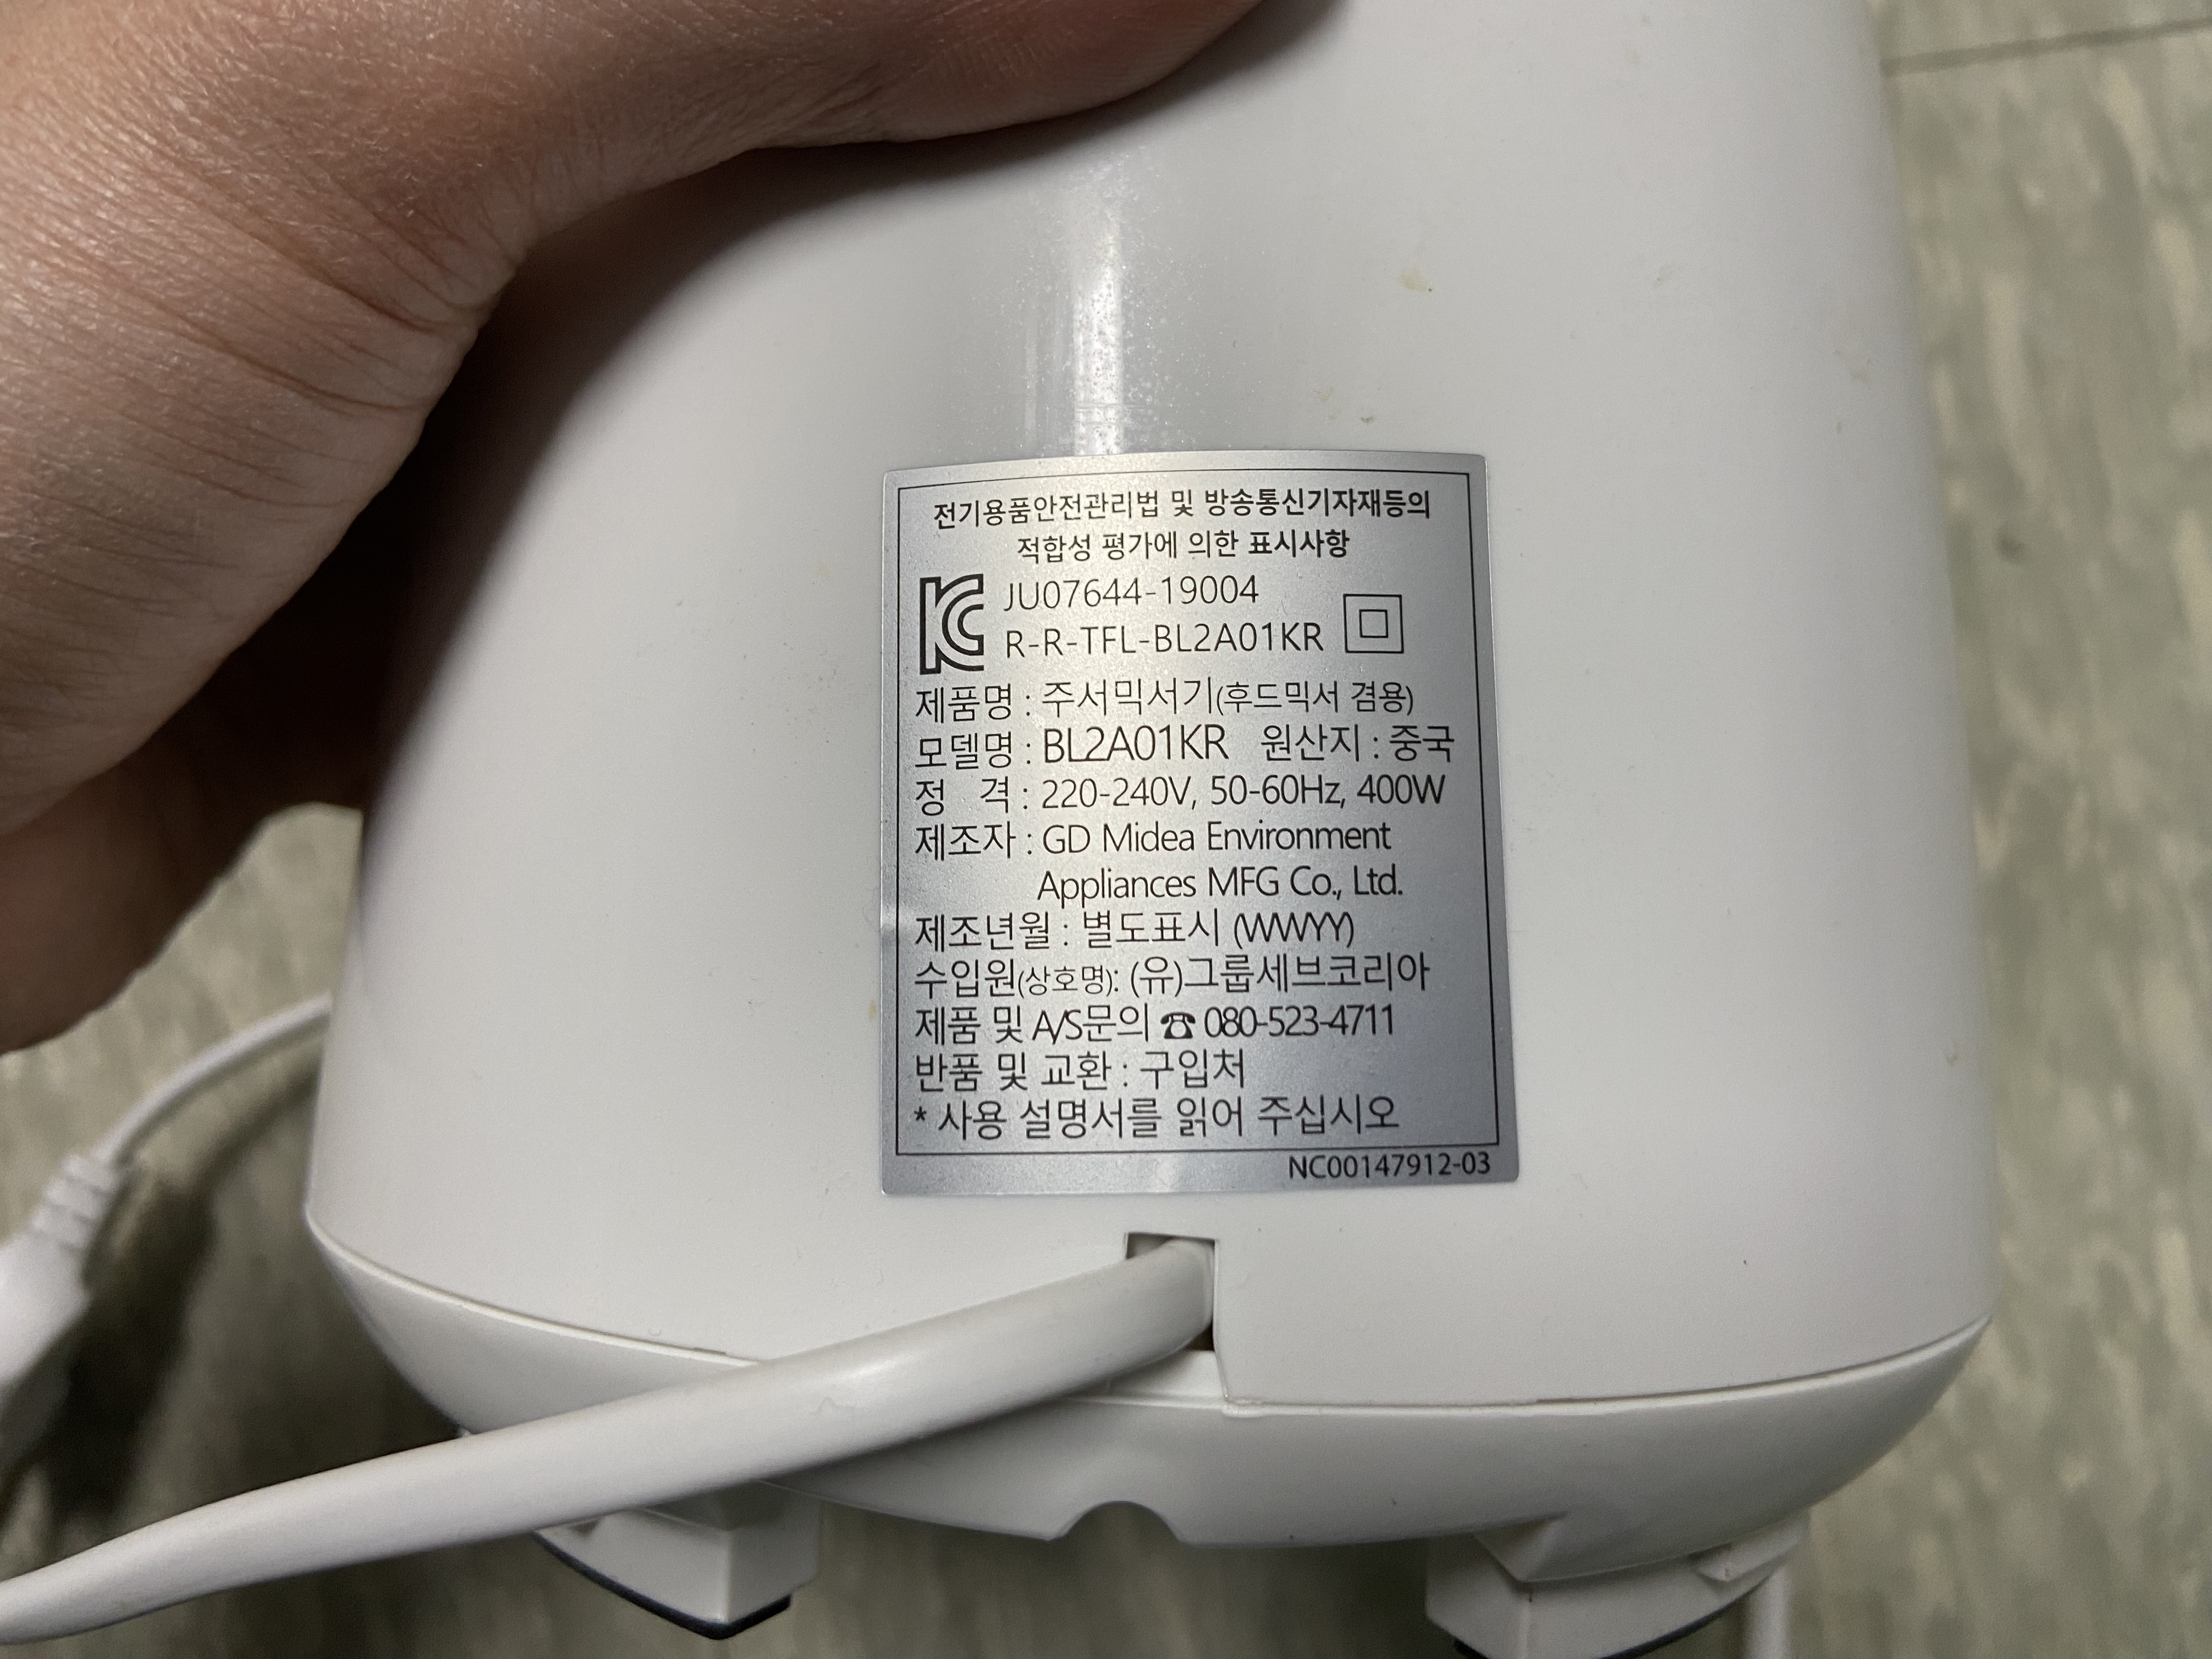 전기용품안전관리법 및 방송통신기자재등의
적합성 평가에 의한 표시사항
JU07644-19004
R-R-TFL-BL2A01KR
제품명 : 주서믹서기(후드믹서 겸용)
모델명 : BL2A01KR 원산지 : 중국
정 격 : 220-240V, 50-60Hz, 400W
제조자 : GD Midea Environment
Appliances MFG Co., Ltd.
제조년월 : 별도표시 (WWYY)
수입원(상호명): (유)그룹세브코리아
제품 및 A/S문의 ☎ 080-523-4711
반품 및 교환 : 구입처
* 사용 설명서를 읽어 주십시오
NC00147912-03